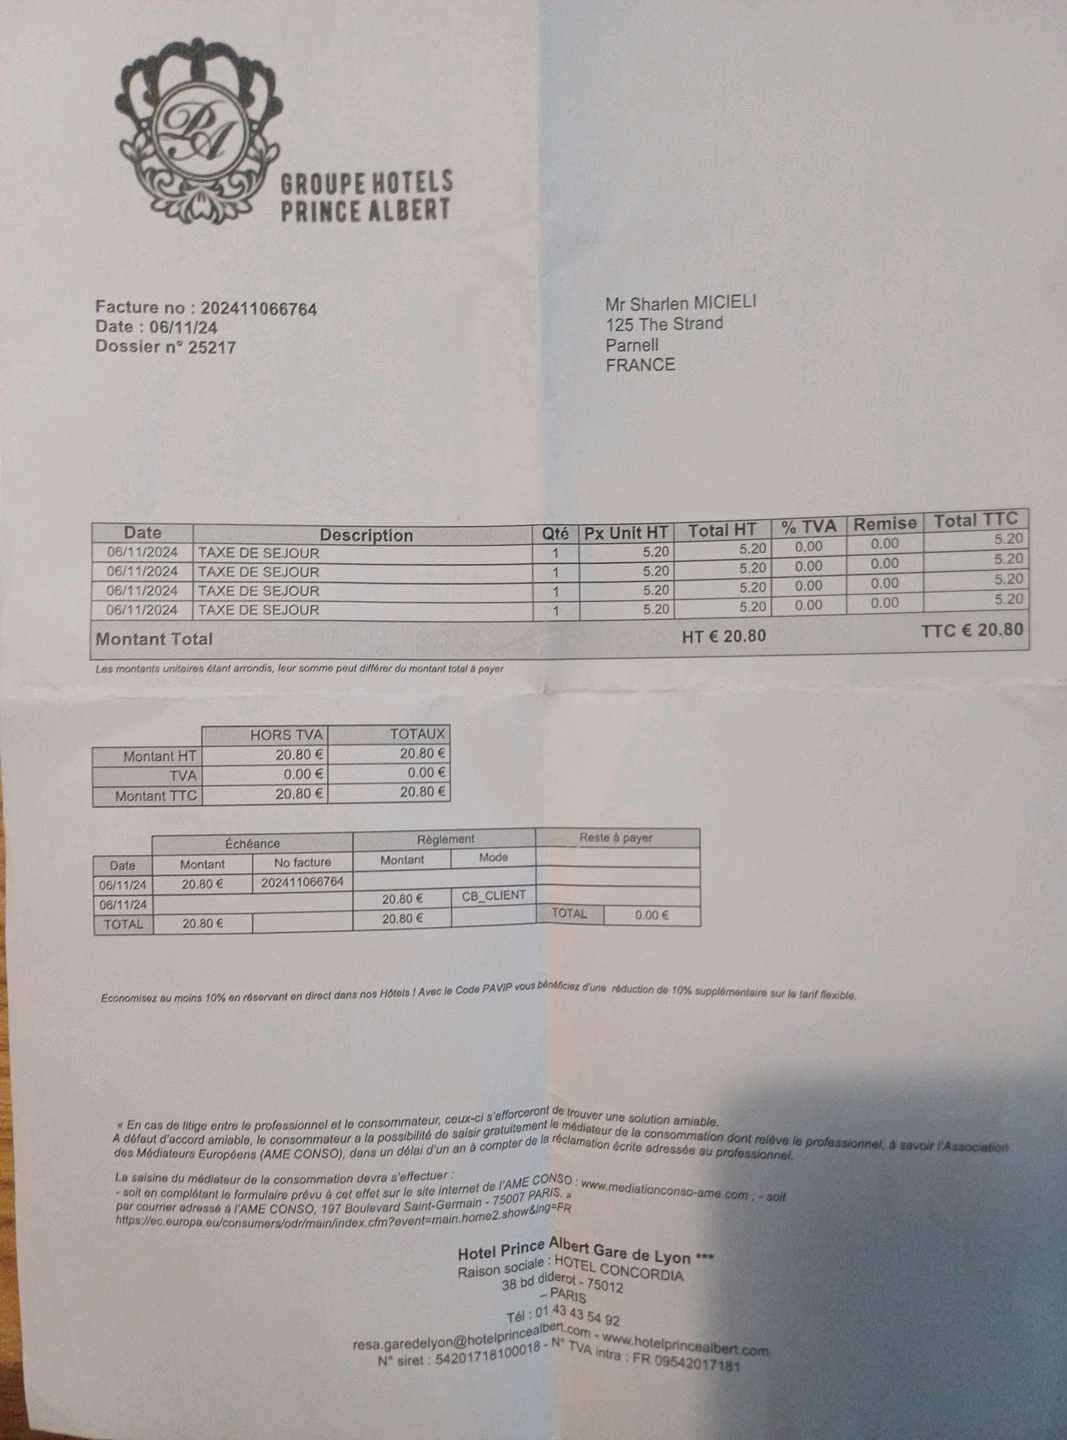 PA
GROUPE HOTELS
PRINCE ALBERT
Facture no : 202411066764
Date : 06/11/24
Dossier n° 25217
Mr Sharlen MICIELI
125 The Strand
Parnell
FRANCE
Date Description Qté Px Unit HT Total HT % TVA Remise Total TTC
06/11/2024 TAXE DE SEJOUR 1 5.20 5.20 0.00 0.00 5.20
06/11/2024 TAXE DE SEJOUR 1 5.20 5.20 0.00 0.00 5.20
06/11/2024 TAXE DE SEJOUR 1 5.20 5.20 0.00 0.00 5.20
06/11/2024 TAXE DE SEJOUR 1 5.20 5.20 0.00 0.00 5.20
Montant Total HT € 20.80 TTC € 20.80
Les montants unitaires étant arrondis, leur somme peut différer du montant total à payer
HORS TVA TOTAUX
Montant HT 20.80 € 20.80 €
TVA 0.00 € 0.00 €
Montant TTC 20.80 € 20.80 €
Échéance Règlement Reste à payer
Date Montant No facture Montant Mode
06/11/24 20.80 € 202411066764
06/11/24 20.80 € CB_CLIENT
TOTAL 20.80 € 20.80 € TOTAL 0.00 €
Economisez au moins 10% en réservant en direct dans nos Hôtels ! Avec le Code PAVIP vous bénéficiez d'une réduction de 10% supplémentaire sur le tarif flexible.
« En cas de litige entre le professionnel et le consommateur, ceux-ci s'efforceront de trouver une solution amiable.
A défaut d'accord amiable, le consommateur a la possibilité de saisir gratuitement le médiateur de la consommation dont relève le professionnel, à savoir l'Association
des Médiateurs Européens (AME CONSO), dans un délai d'un an à compter de la réclamation écrite adressée au professionnel.
La saisine du médiateur de la consommation devra s'effectuer :
- soit en complétant le formulaire prévu à cet effet sur le site internet de l'AME CONSO : www.mediationconso-ame.com ; - soit
par courrier adressé à l'AME CONSO, 197 Boulevard Saint-Germain - 75007 PARIS. »
https://ec.europa.eu/consumers/odr/main/index.cfm?event=main.home2.show&lng=FR
Hotel Prince Albert Gare de Lyon ***
Raison sociale : HOTEL CONCORDIA
38 bd diderot - 75012
– PARIS
Tél : 01 43 43 54 92
resa.garedelyon@hotelprincealbert.com - www.hotelprincealbert.com
N° siret : 54201718100018 - N° TVA intra : FR 09542017181